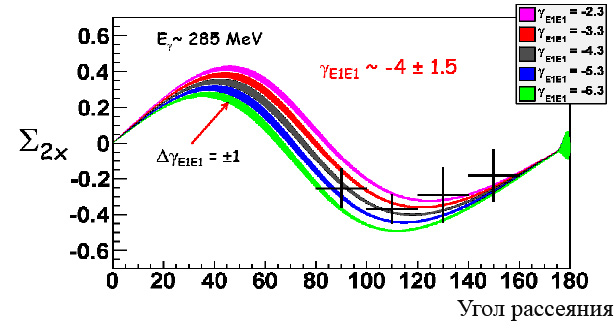 γE1E1 = -2.3
γE1E1 = -3.3
γE1E1 = -4.3
γE1E1 = -5.3
γE1E1 = -6.3
Eγ~ 285 MeV
γE1E1 ~ -4 ± 1.5
ΔγE1E1 = ±1
Σ2x
0.6
0.4
0.2
0
-0.2
-0.4
-0.6
0 20 40 60 80 100 120 140 160 180
Угол рассеяния